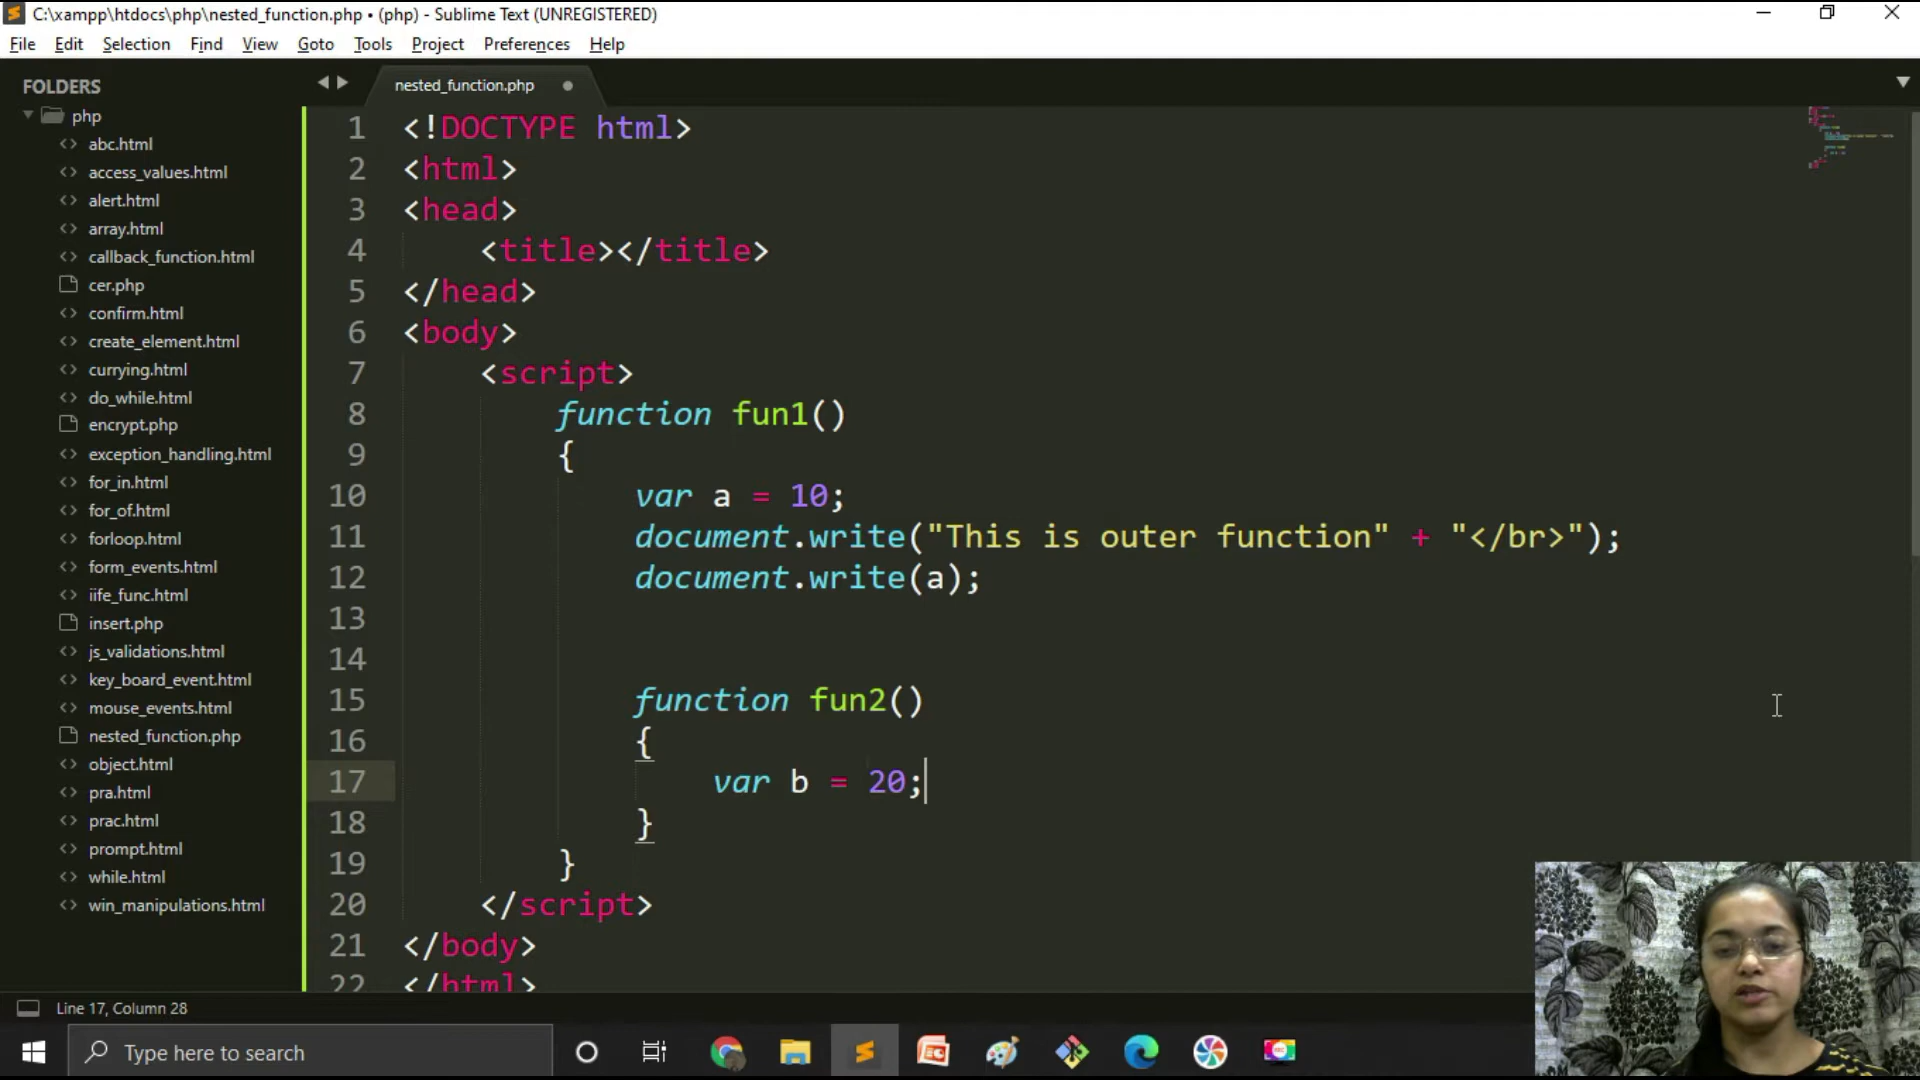 C:\xampp\htdocs\php\nested_function.php • (php) - Sublime Text (UNREGISTERED)
File Edit Selection Find View Goto Tools Project Preferences Help
FOLDERS
php
abc.html
access_values.html
alert.html
array.html
callback_function.html
cer.php
confirm.html
create_element.html
currying.html
do_while.html
encrypt.php
exception_handling.html
for_in.html
for_of.html
forloop.html
form_events.html
iife_func.html
insert.php
js_validations.html
key_board_event.html
mouse_events.html
nested_function.php
object.html
pra.html
prac.html
prompt.html
while.html
win_manipulations.html
nested_function.php
1 <!DOCTYPE html>
2 <html>
3 <head>
4 <title></title>
5 </head>
6 <body>
7 <script>
8 function fun1()
9 {
10 var a = 10;
11 document.write("This is outer function" + "</br>");
12 document.write(a);
13
14
15 function fun2()
16 {
17 var b = 20;
18 }
19 }
20 </script>
21 </body>
22 </html>
Line 17, Column 28
Type here to search